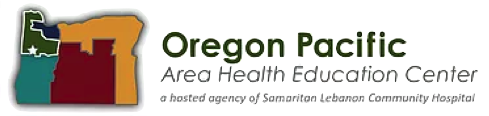 Oregon Pacific
Area Health Education Center
a hosted agency of Samaritan Lebanon Community Hospital